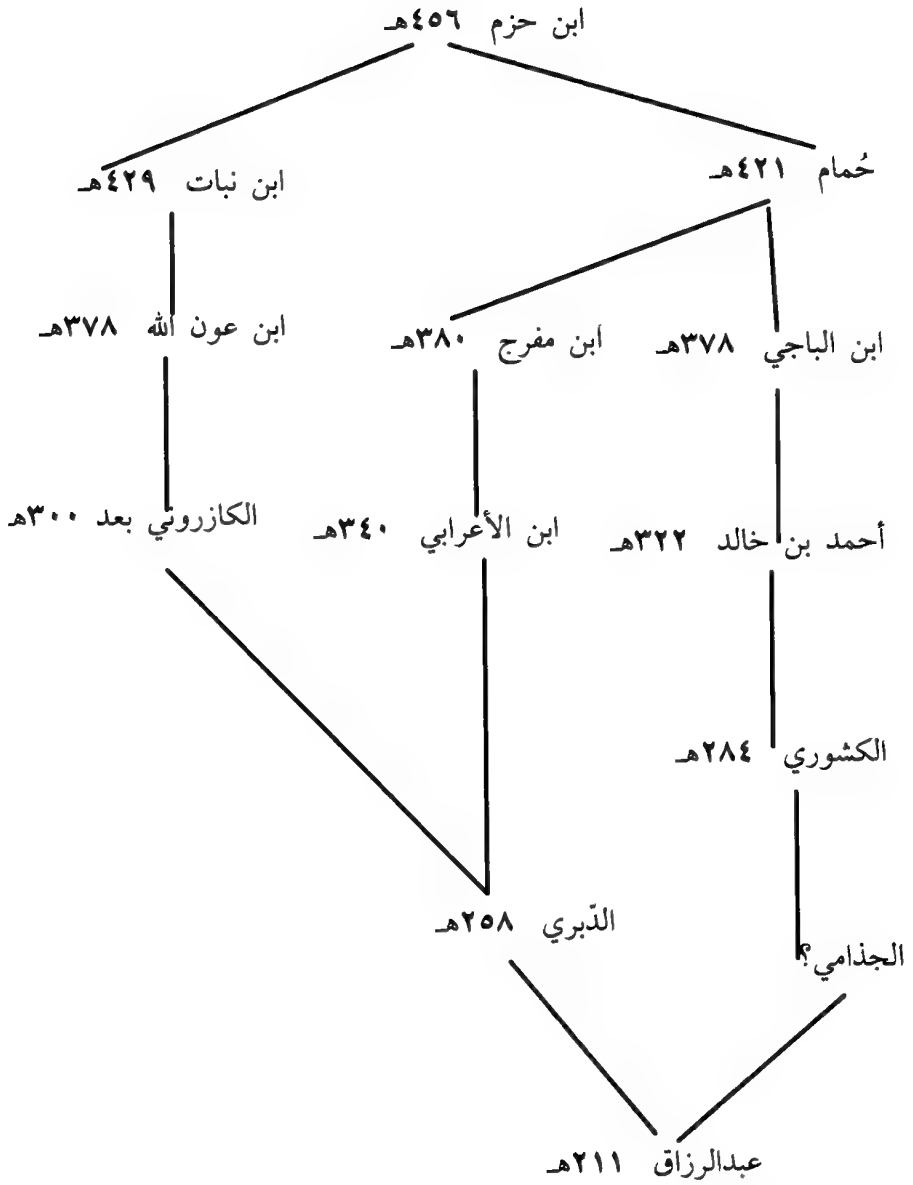 ابن حزم ٤٥٦هـ
حُمام ٤٢١هـ
ابن نبات ٤٢٩هـ
ابن الباجي ٣٧٨هـ
ابن مفرج ٣٨٠هـ
ابن عون الله ٣٧٨هـ
أحمد بن خالد ٣٢٢هـ
ابن الأعرابي ٣٤٠هـ
الكازروني بعد ٣٠٠هـ
الكشوري ٢٨٤هـ
الدّبري ٢٥٨هـ
الجذامي؟
عبدالرزاق ٢١١هـ